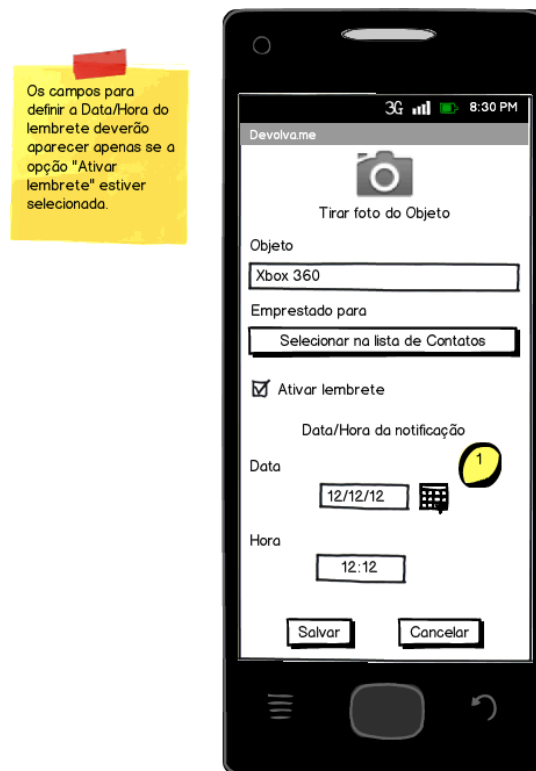 Os campos para
definir a Data/Hora do
lembrete deverão
aparecer apenas se a
opção "Ativar
lembrete" estiver
selecionada.
3G 8:30 PM
Devolva.me
Tirar foto do Objeto
Objeto
Xbox 360
Emprestado para
Selecionar na lista de Contatos
Ativar lembrete
Data/Hora da notificação
1
Data
12/12/12
Hora
12:12
Salvar Cancelar